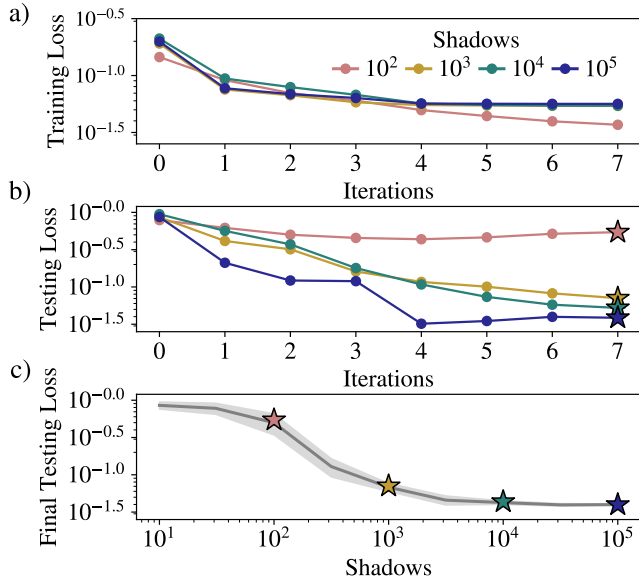 a)
Training Loss
10^−0.5
10^−1.0
10^−1.5
Shadows
10^2 10^3 10^4 10^5
0 1 2 3 4 5 6 7
Iterations
b)
Testing Loss
10^−0.0
10^−0.5
10^−1.0
10^−1.5
0 1 2 3 4 5 6 7
Iterations
c)
Final Testing Loss
10^−0.0
10^−0.5
10^−1.0
10^−1.5
10^1 10^2 10^3 10^4 10^5
Shadows